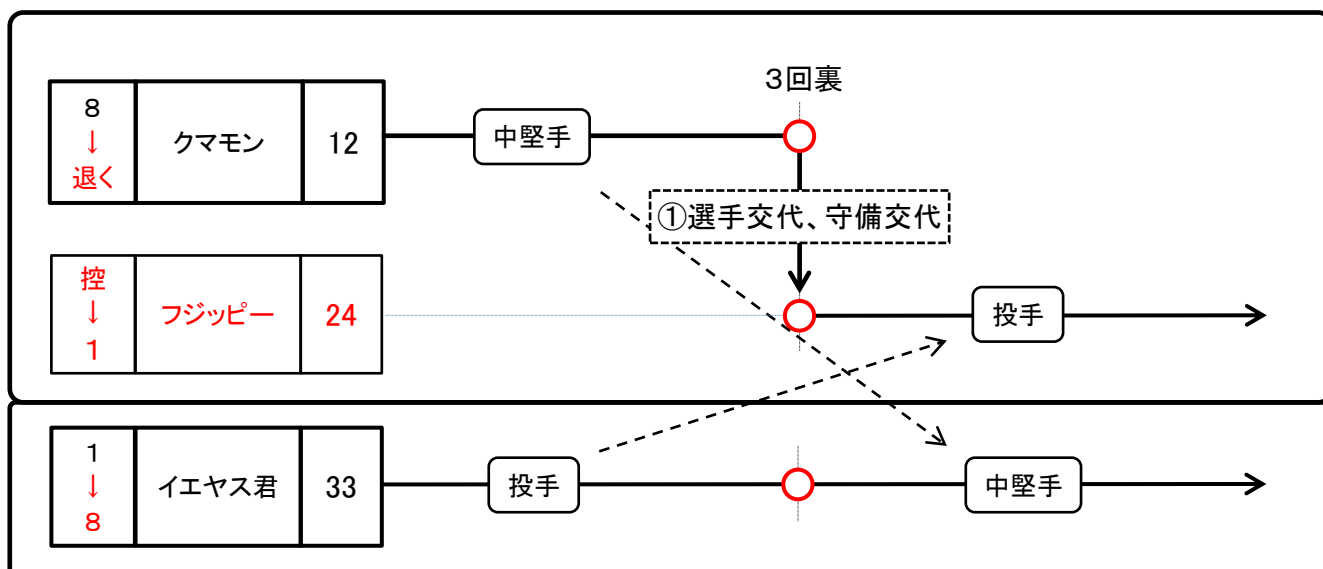 3回裏
8
↓
退く
クマモン
12
中堅手
①選手交代、守備交代
控
↓
1
フジッピー
24
投手
1
↓
8
イエヤス君
33
投手
中堅手